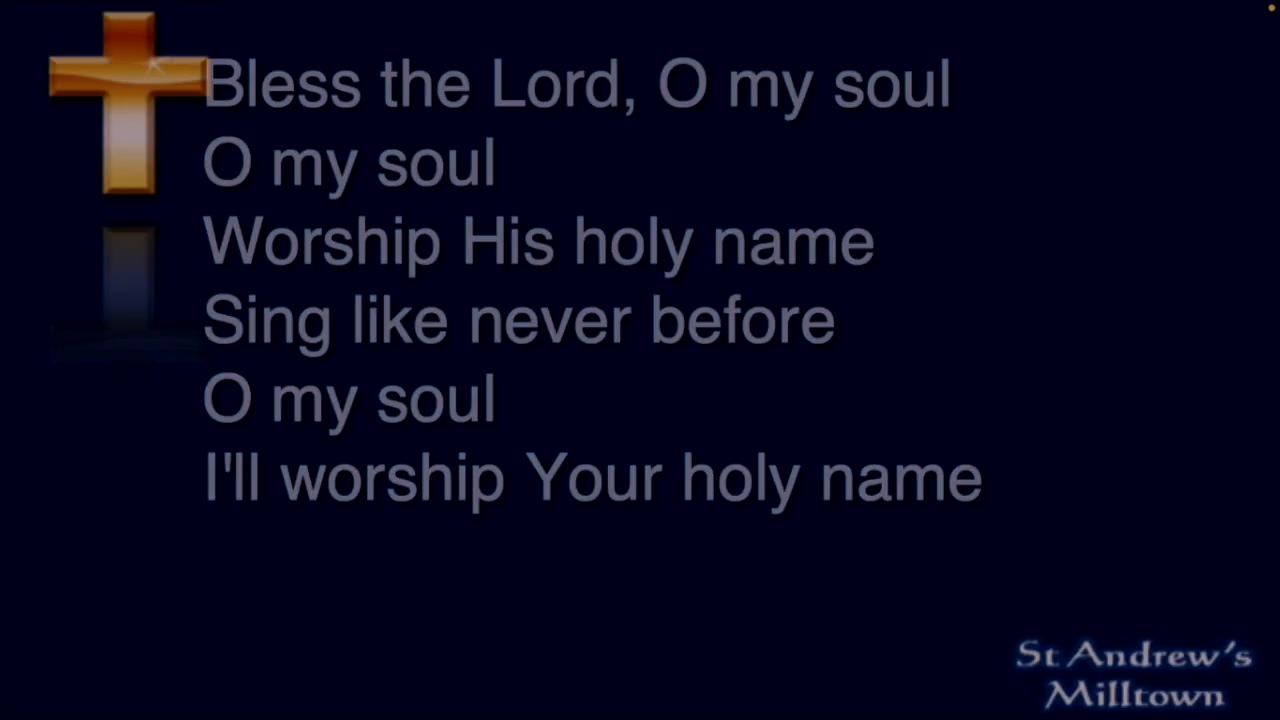 Bless the Lord, O my soul
O my soul
Worship His holy name
Sing like never before
O my soul
I'll worship Your holy name
St Andrew's
Milltown